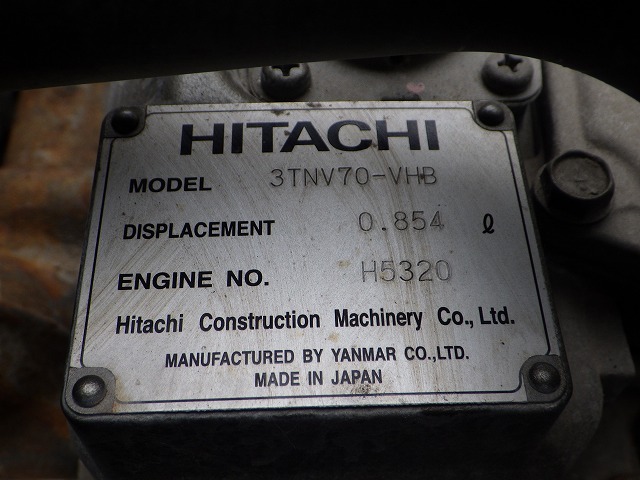 HITACHI
MODEL 3TNV70-VHB
DISPLACEMENT 0.854 ℓ
ENGINE NO. H5320
Hitachi Construction Machinery Co., Ltd.
MANUFACTURED BY YANMAR CO.,LTD.
MADE IN JAPAN